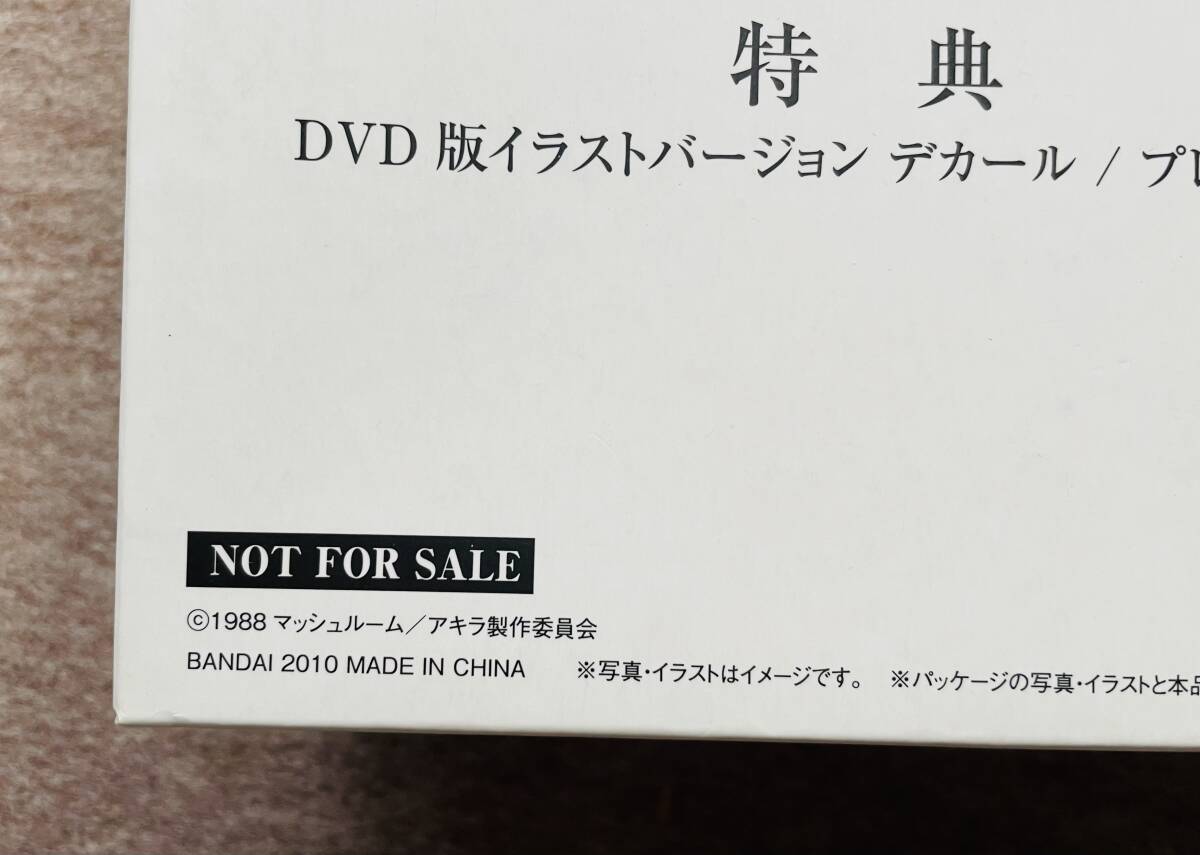 特 典
DVD 版イラストバージョン デカール / プレ
NOT FOR SALE
©1988 マッシュルーム／アキラ製作委員会
BANDAI 2010 MADE IN CHINA ※写真・イラストはイメージです。 ※パッケージの写真・イラストと本品